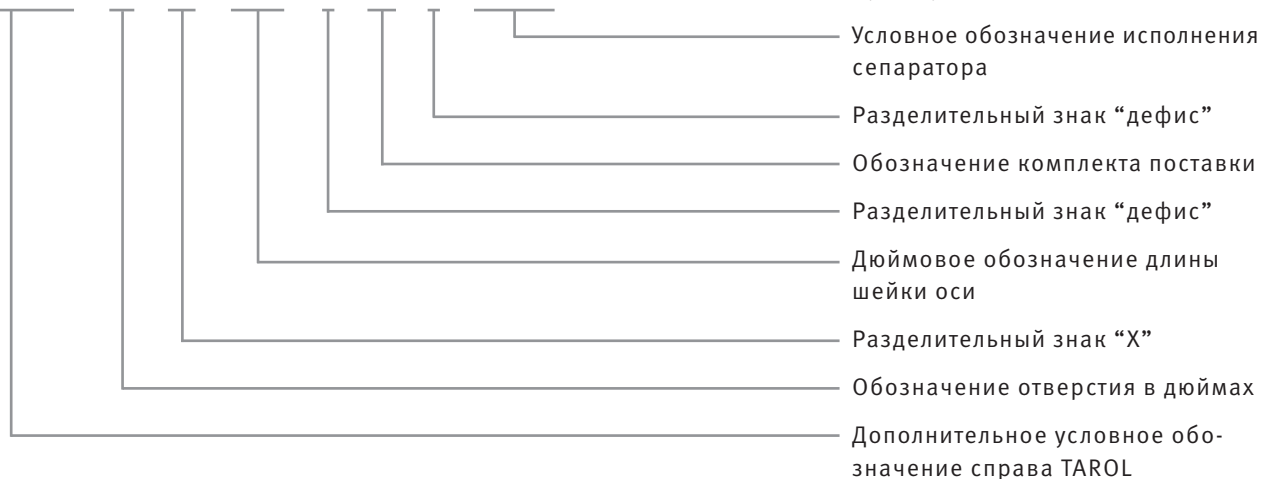 Условное обозначение исполнения
сепаратора
Разделительный знак “дефис”
Обозначение комплекта поставки
Разделительный знак “дефис”
Дюймовое обозначение длины
шейки оси
Разделительный знак “Х”
Обозначение отверстия в дюймах
Дополнительное условное обо-
значение справа TAROL